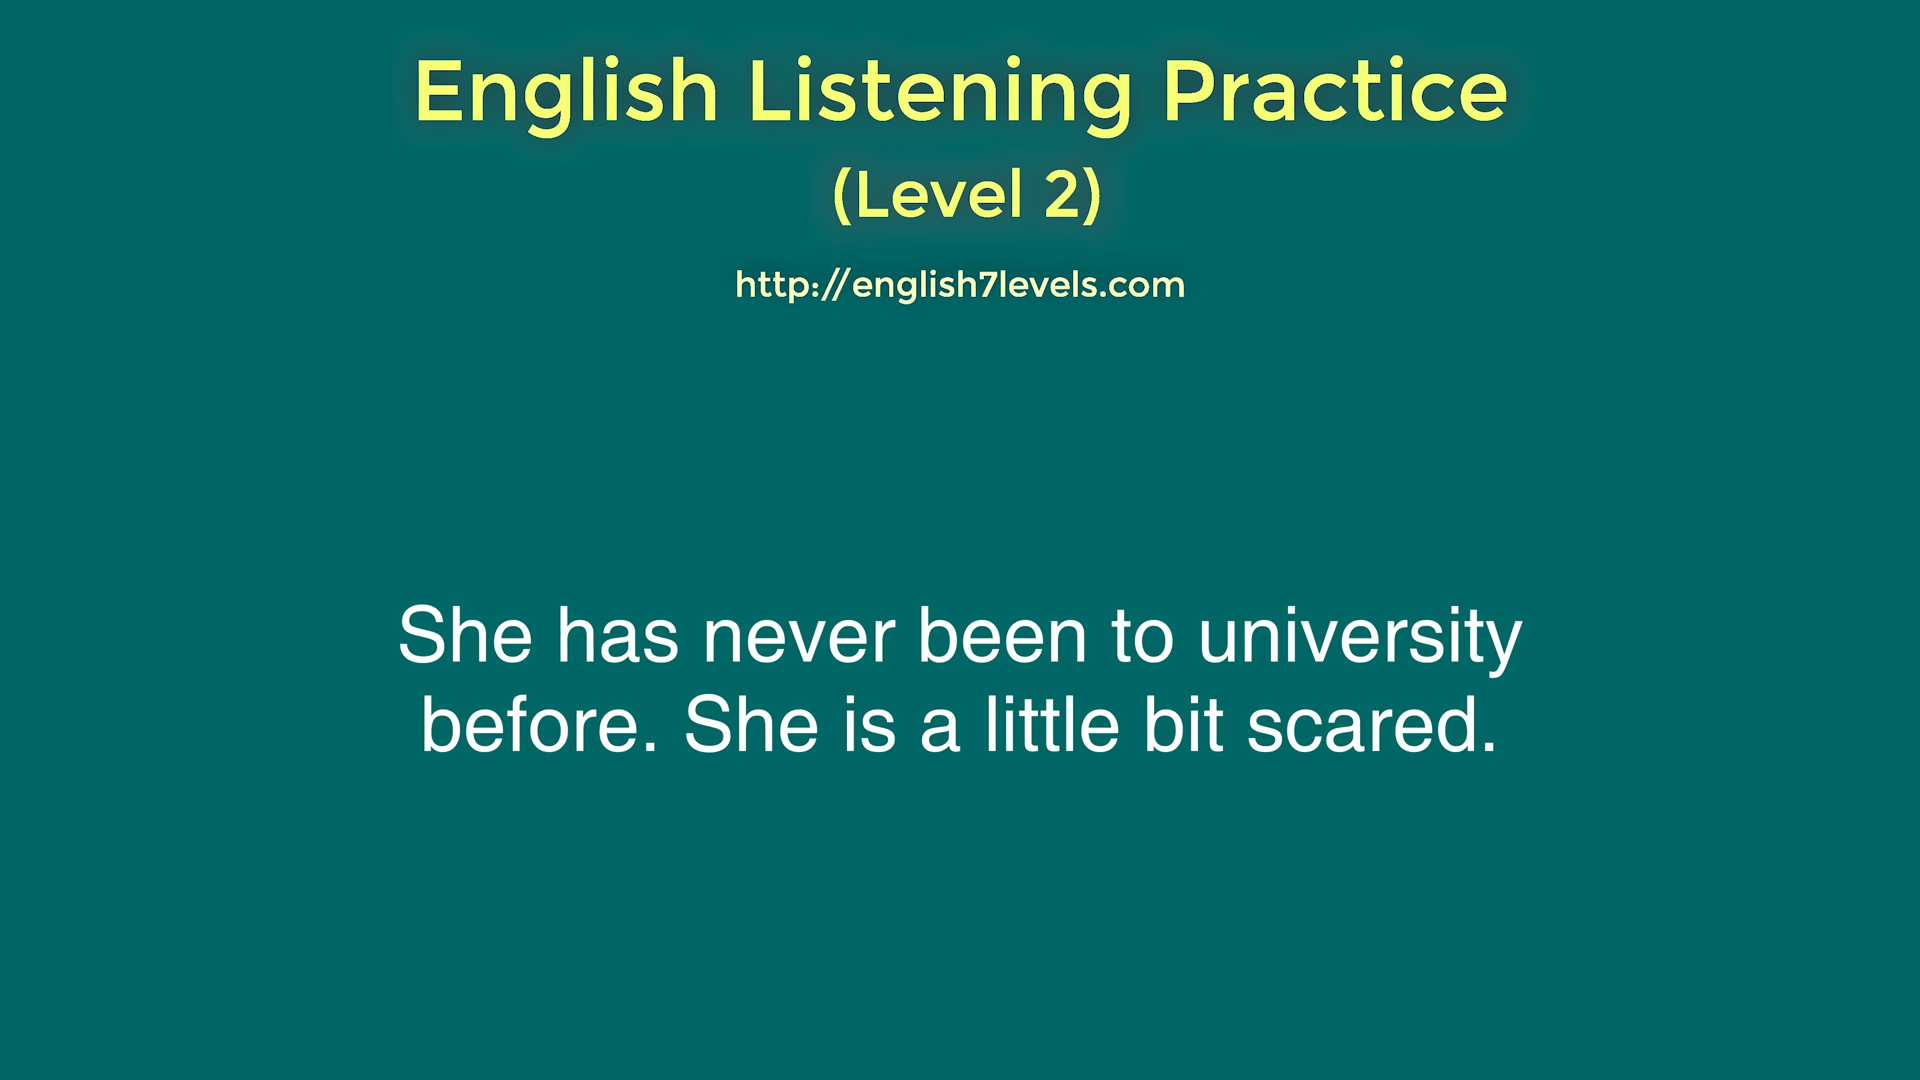 English Listening Practice
(Level 2)
http://english7levels.com
She has never been to university
before. She is a little bit scared.